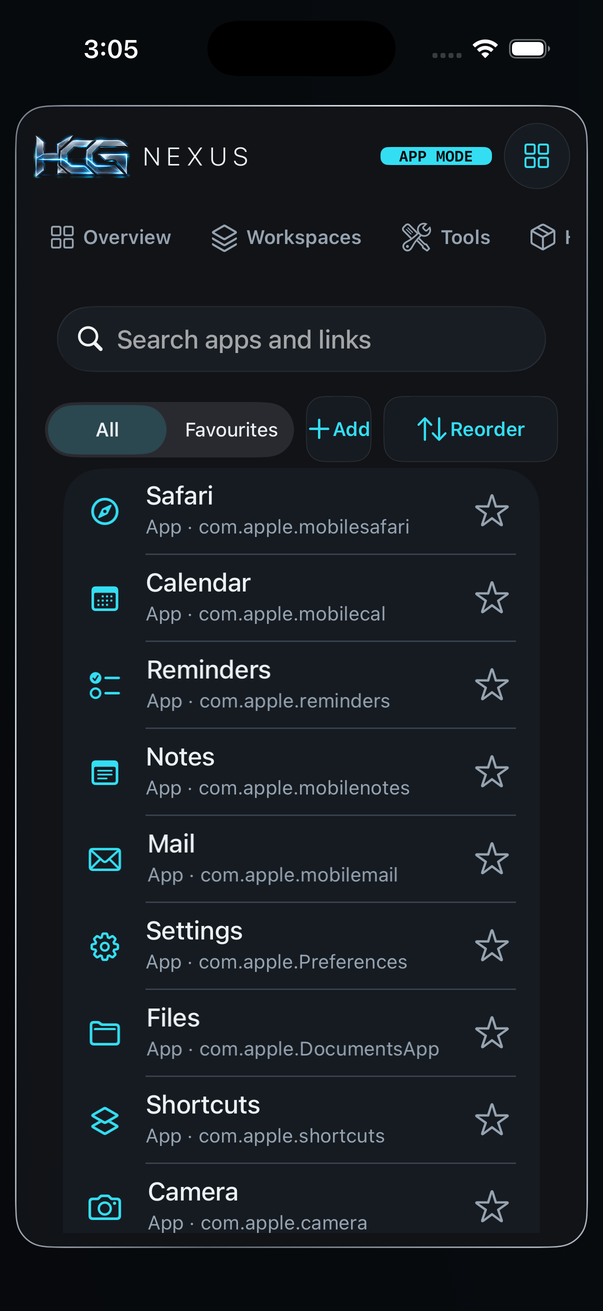 3:05
HCG NEXUS
APP MODE
Overview
Workspaces
Tools
Search apps and links
All
Favourites
+Add
Reorder
Safari
App · com.apple.mobilesafari
Calendar
App · com.apple.mobilecal
Reminders
App · com.apple.reminders
Notes
App · com.apple.mobilenotes
Mail
App · com.apple.mobilemail
Settings
App · com.apple.Preferences
Files
App · com.apple.DocumentsApp
Shortcuts
App · com.apple.shortcuts
Camera
App · com.apple.camera